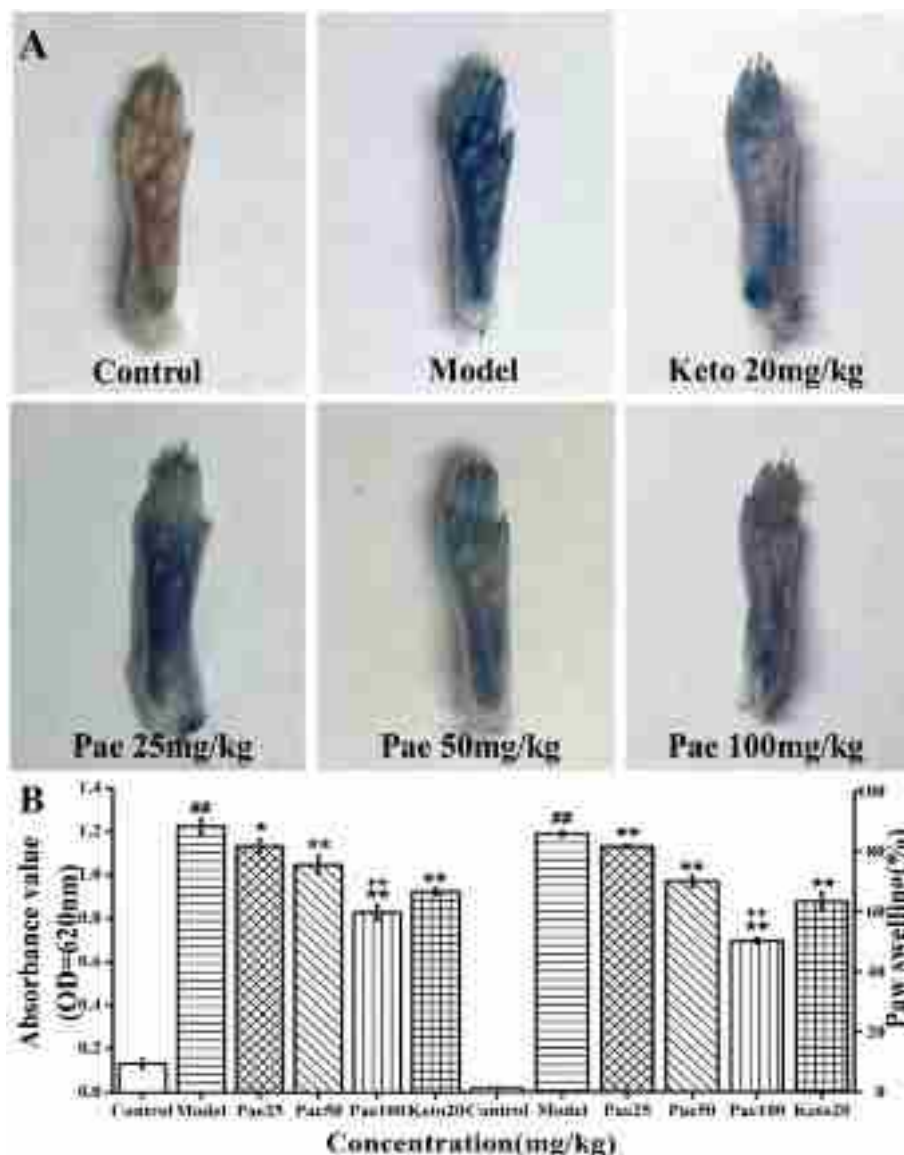 A
Control Model Keto 20mg/kg
Pae 25mg/kg Pae 50mg/kg Pae 100mg/kg
B
Absorbance value
(OD=620nm)
1.4
1.2
1.0
0.8
0.6
0.4
0.2
0.0
## * ** ++ ** ## ** ** ++ **
** **
100
80
60
40
20
0
Paw swelling(%)
Control Model Pae25 Pae50 Pae100 Keto20 Control Model Pae25 Pae50 Pae100 Keto20
Concentration(mg/kg)